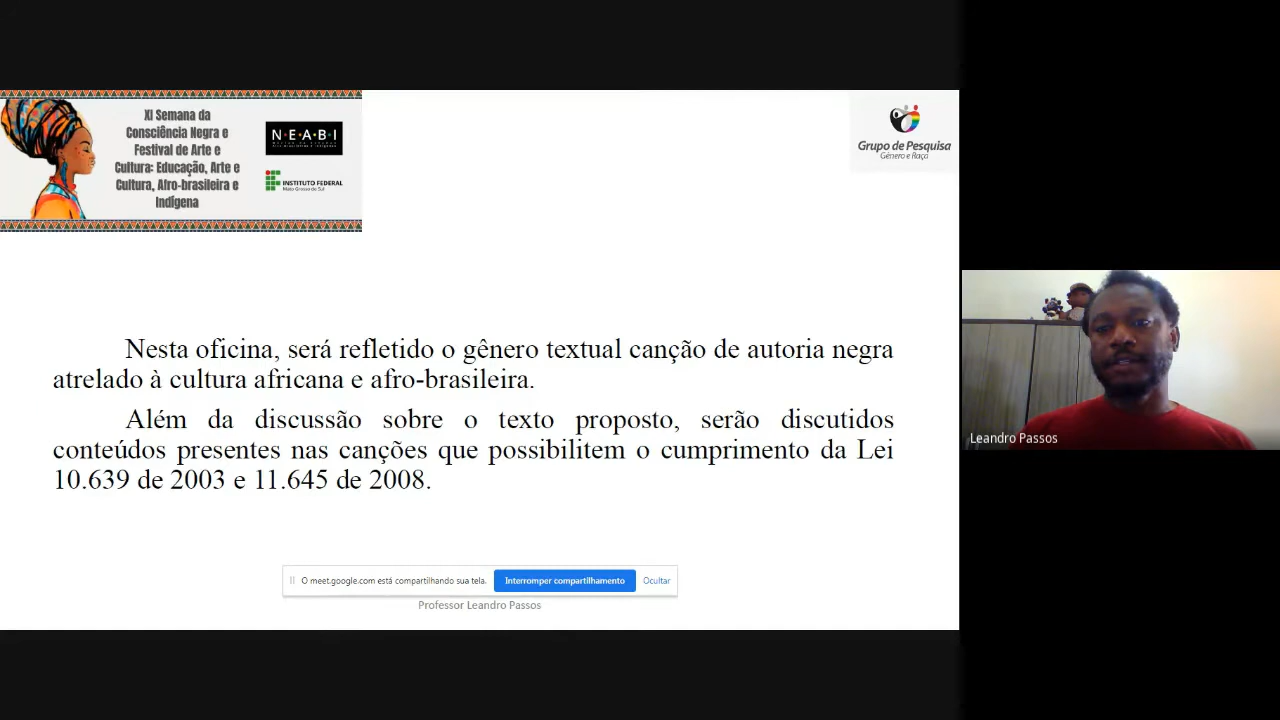 XI Semana da
Consciência Negra e
Festival de Arte e
Cultura: Educação, Arte e
Cultura, Afro-brasileira e
Indígena
N·E·A·B·I
INSTITUTO FEDERAL
Mato Grosso do Sul
Grupo de Pesquisa
Gênero e Raça
Nesta oficina, será refletido o gênero textual canção de autoria negra
atrelado à cultura africana e afro-brasileira.
Além da discussão sobre o texto proposto, serão discutidos
conteúdos presentes nas canções que possibilitem o cumprimento da Lei
10.639 de 2003 e 11.645 de 2008.
O meet.google.com está compartilhando sua tela.
Interromper compartilhamento
Ocultar
Professor Leandro Passos
Leandro Passos